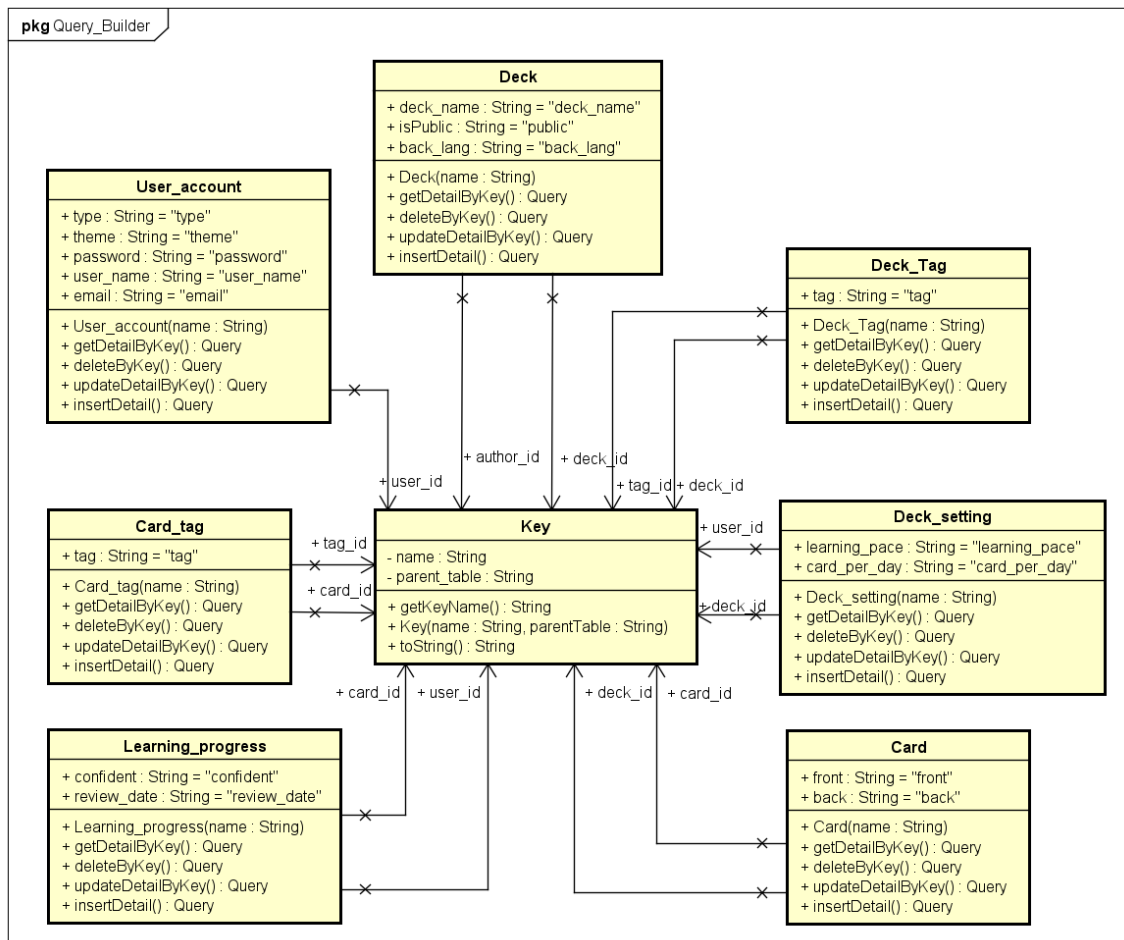 pkg Query_Builder
Deck
+ deck_name : String = "deck_name"
+ isPublic : String = "public"
+ back_lang : String = "back_lang"
+ Deck(name : String)
+ getDetailByKey() : Query
+ deleteByKey() : Query
+ updateDetailByKey() : Query
+ insertDetail() : Query
User_account
+ type : String = "type"
+ theme : String = "theme"
+ password : String = "password"
+ user_name : String = "user_name"
+ email : String = "email"
+ User_account(name : String)
+ getDetailByKey() : Query
+ deleteByKey() : Query
+ updateDetailByKey() : Query
+ insertDetail() : Query
Deck_Tag
+ tag : String = "tag"
+ Deck_Tag(name : String)
+ getDetailByKey() : Query
+ deleteByKey() : Query
+ updateDetailByKey() : Query
+ insertDetail() : Query
+ user_id
+ author_id
+ deck_id
+ tag_id
+ deck_id
Card_tag
+ tag : String = "tag"
+ Card_tag(name : String)
+ getDetailByKey() : Query
+ deleteByKey() : Query
+ updateDetailByKey() : Query
+ insertDetail() : Query
+ tag_id
+ card_id
Key
- name : String
- parent_table : String
+ getKeyName() : String
+ Key(name : String, parentTable : String)
+ toString() : String
+ user_id
+ deck_id
Deck_setting
+ learning_pace : String = "learning_pace"
+ card_per_day : String = "card_per_day"
+ Deck_setting(name : String)
+ getDetailByKey() : Query
+ deleteByKey() : Query
+ updateDetailByKey() : Query
+ insertDetail() : Query
+ card_id
+ user_id
+ deck_id
+ card_id
Learning_progress
+ confident : String = "confident"
+ review_date : String = "review_date"
+ Learning_progress(name : String)
+ getDetailByKey() : Query
+ deleteByKey() : Query
+ updateDetailByKey() : Query
+ insertDetail() : Query
Card
+ front : String = "front"
+ back : String = "back"
+ Card(name : String)
+ getDetailByKey() : Query
+ deleteByKey() : Query
+ updateDetailByKey() : Query
+ insertDetail() : Query